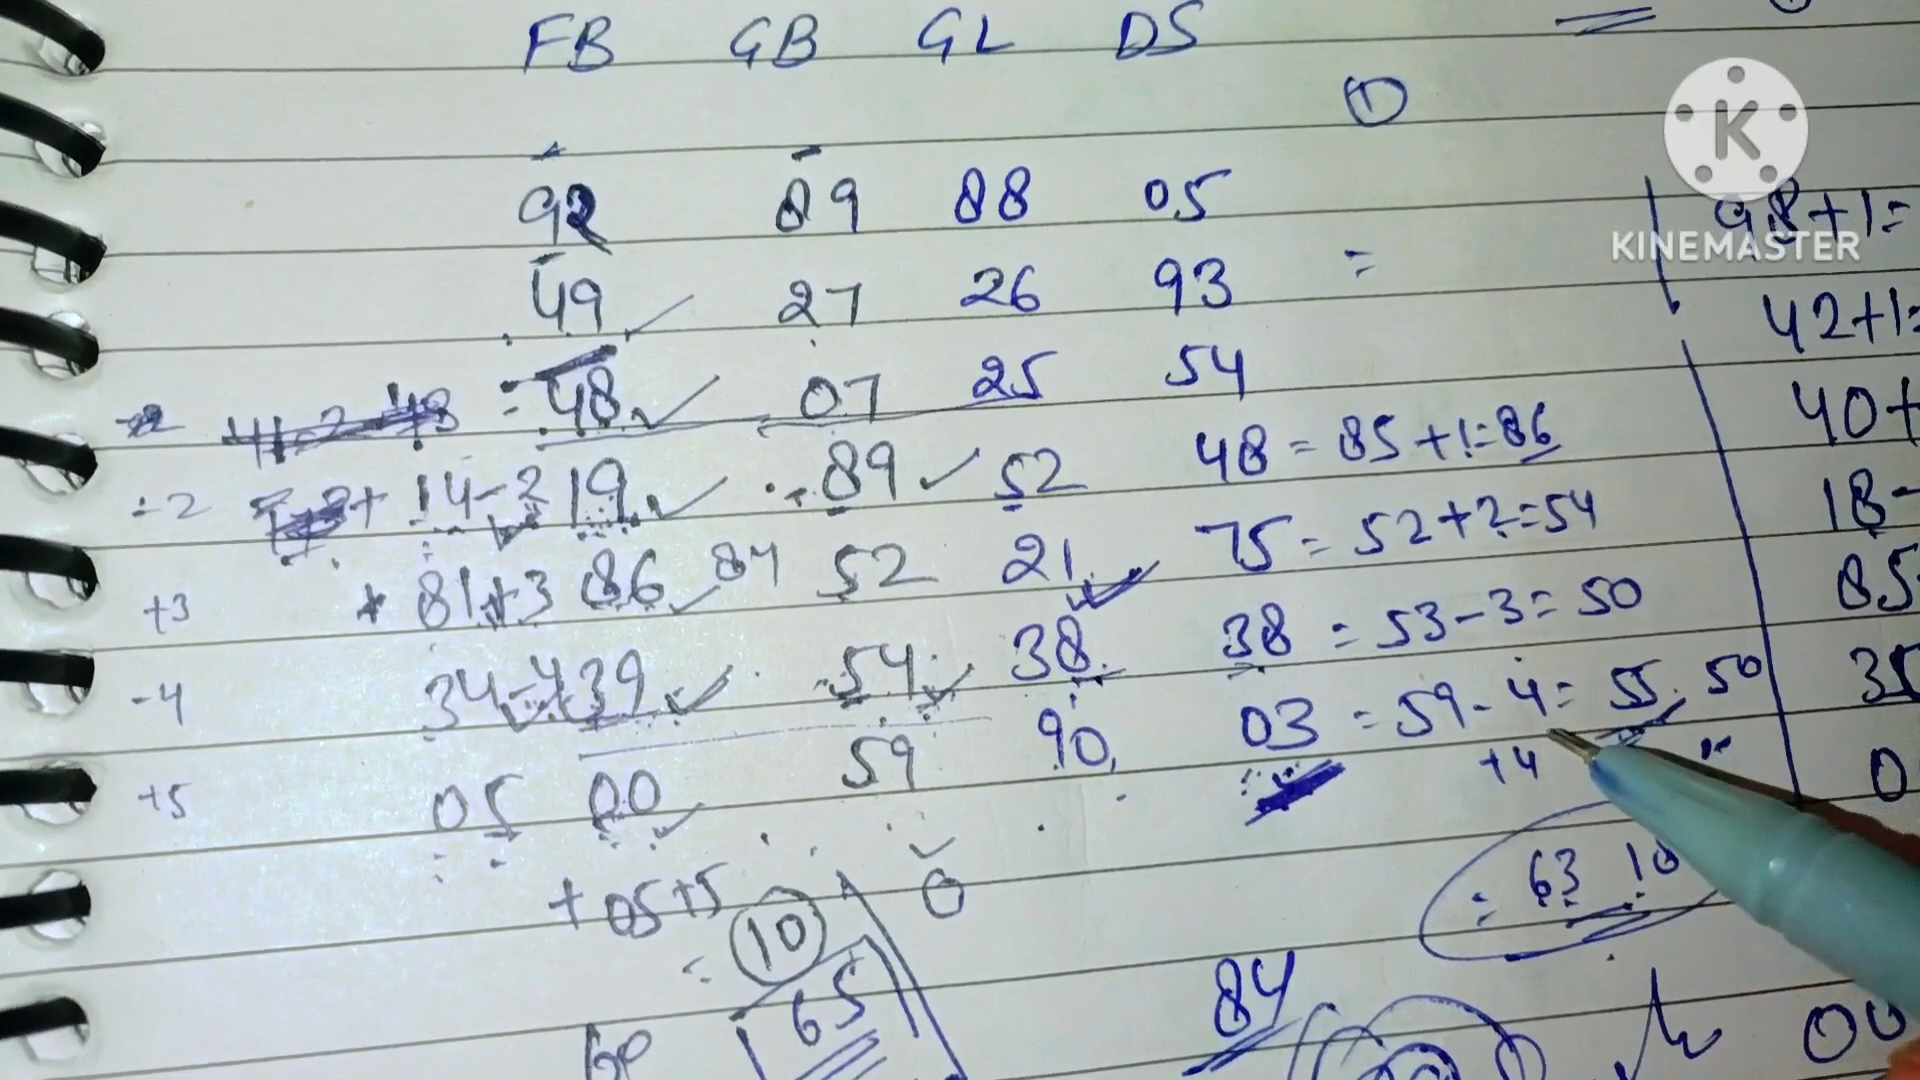 FB GB GL DS
①
92 89 88 05
98+1=
KINEMASTER
49 27 26 93 =
42+1=
= 48 07 25 54
40+
-2 + 14-2 19 89 52 48 = 85+1=86
18-
+3 81+3 86 84 52 21 75 = 52+2=54
85
-4 34-4 39 54 38 38 = 53-3=50
35
+5 05 00 59 90 03 = 59-4= 55 50
+4
0
+05+5 0
= 63 10
= 10
65 84
00